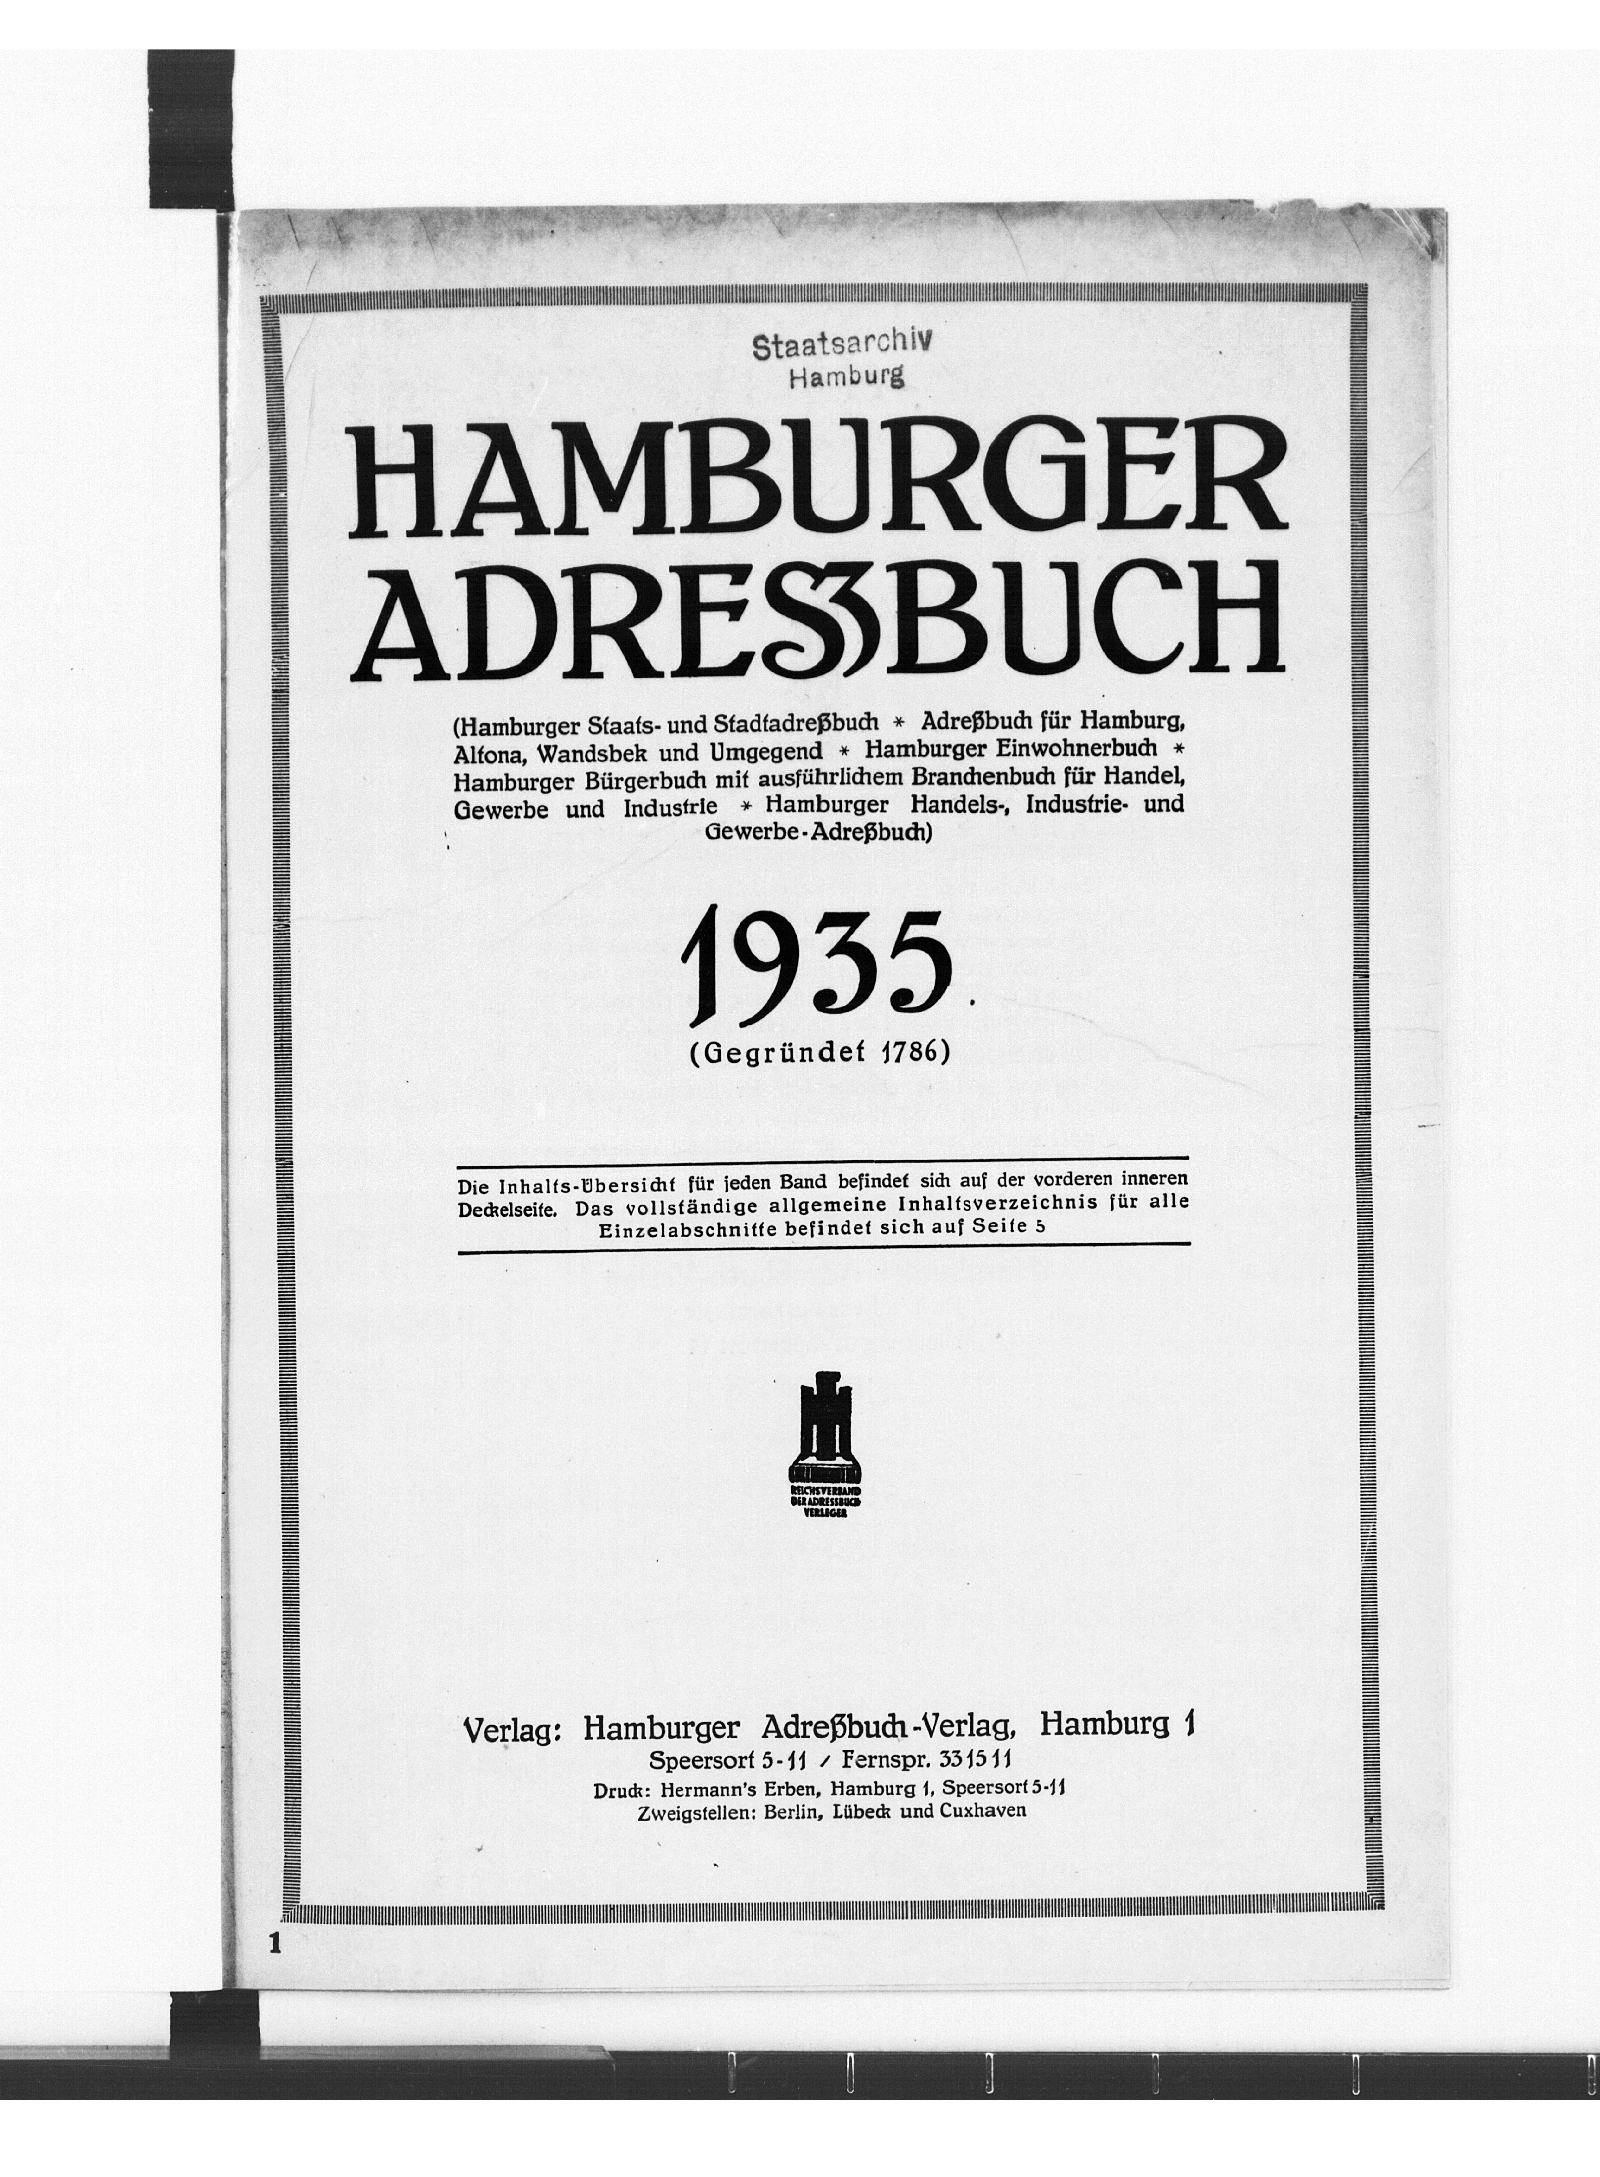 Staatsarchiv
Hamburg
HAMBURGER
ADREẞBUCH
(Hamburger Staats- und Stadtadreßbuch * Adreßbuch für Hamburg,
Altona, Wandsbek und Umgegend * Hamburger Einwohnerbuch *
Hamburger Bürgerbuch mit ausführlichem Branchenbuch für Handel,
Gewerbe und Industrie * Hamburger Handels-, Industrie- und
Gewerbe-Adreßbuch)
1935
(Gegründet 1786)
Die Inhalts-Übersicht für jeden Band befindet sich auf der vorderen inneren
Deckelseite. Das vollständige allgemeine Inhaltsverzeichnis für alle
Einzelabschnitte befindet sich auf Seite 5
REICHSVERBAND
DER ADRESSBUCH
VERLEGER
Verlag: Hamburger Adreßbuch-Verlag, Hamburg 1
Speersort 5-11 / Fernspr. 331511
Druck: Hermann's Erben, Hamburg 1, Speersort 5-11
Zweigstellen: Berlin, Lübeck und Cuxhaven
1